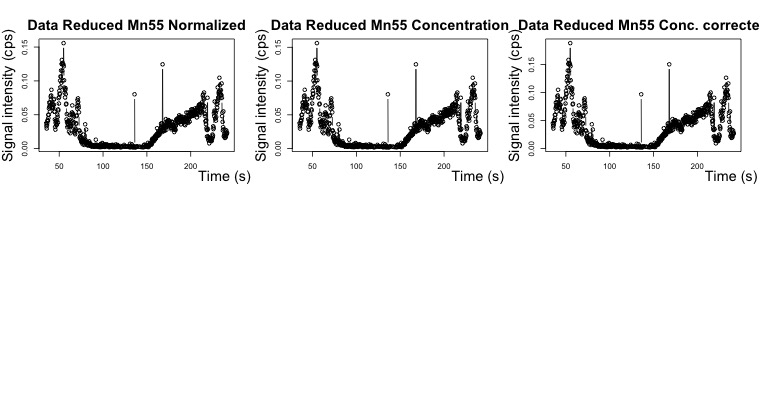 Data Reduced Mn55 Normalized
Signal intensity (cps)
0.00 0.05 0.10 0.15
50 100 150 200
Time (s)
Data Reduced Mn55 Concentration
Signal intensity (cps)
0.00 0.05 0.10 0.15
50 100 150 200
Time (s)
Data Reduced Mn55 Conc. correcte
Signal intensity (cps)
0.00 0.05 0.10 0.15
50 100 150 200
Time (s)